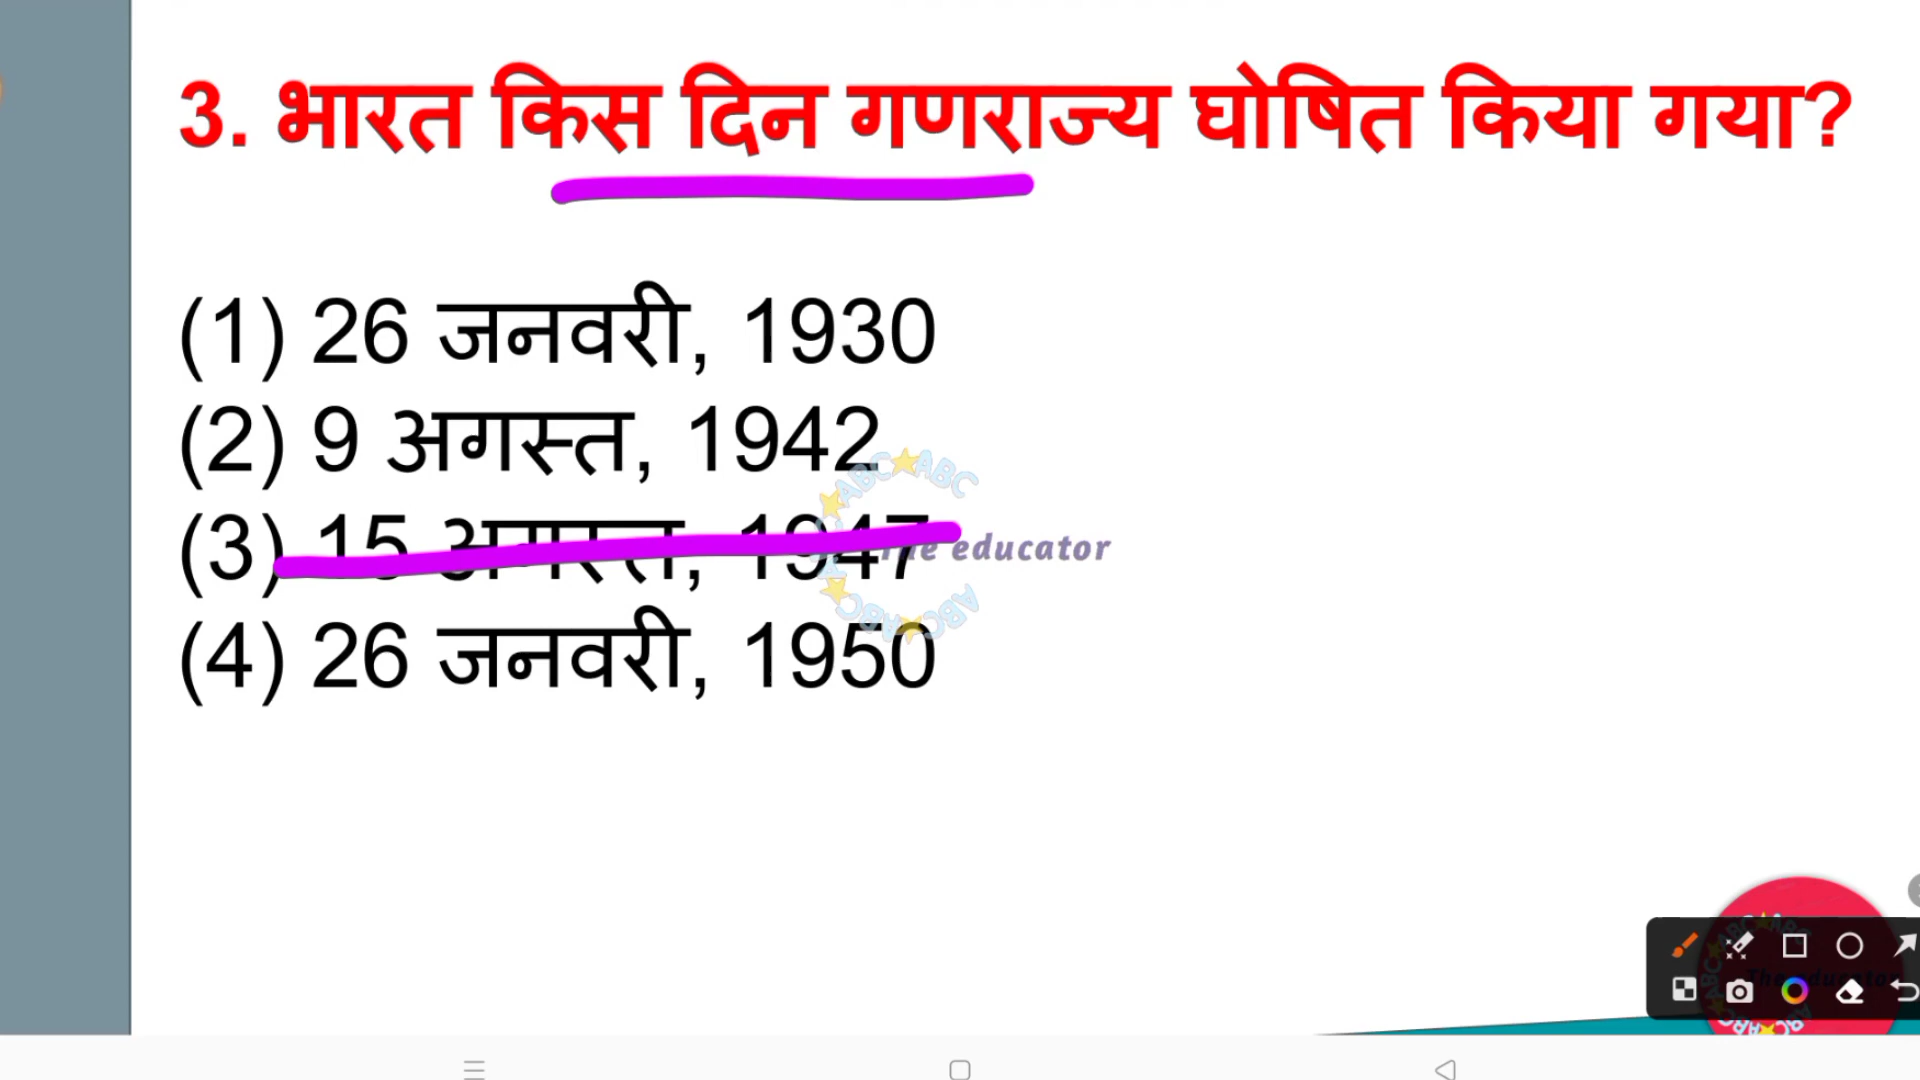 3. भारत किस दिन गणराज्य घोषित किया गया?
(1) 26 जनवरी, 1930
(2) 9 अगस्त, 1942
(3) 15 अगस्त, 1947
The educator
(4) 26 जनवरी, 1950